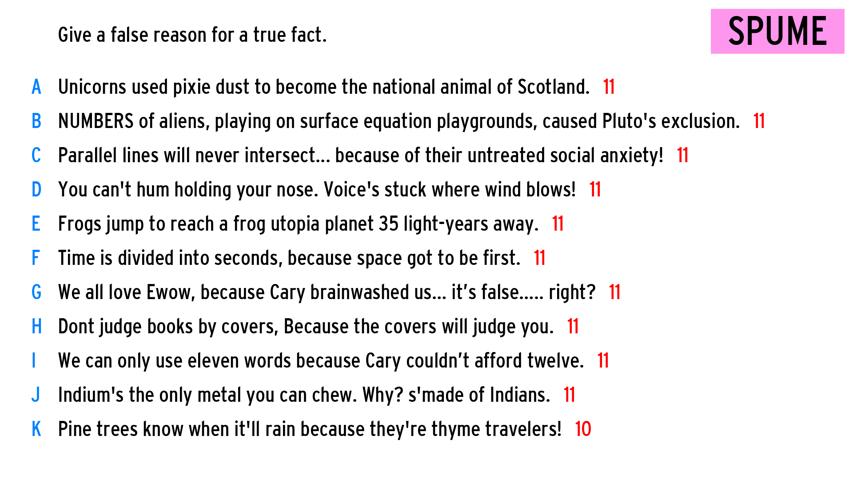 Give a false reason for a true fact.
SPUME
A Unicorns used pixie dust to become the national animal of Scotland. 11
B NUMBERS of aliens, playing on surface equation playgrounds, caused Pluto's exclusion. 11
C Parallel lines will never intersect... because of their untreated social anxiety! 11
D You can't hum holding your nose. Voice's stuck where wind blows! 11
E Frogs jump to reach a frog utopia planet 35 light-years away. 11
F Time is divided into seconds, because space got to be first. 11
G We all love Ewow, because Cary brainwashed us... it’s false..... right? 11
H Dont judge books by covers, Because the covers will judge you. 11
I We can only use eleven words because Cary couldn’t afford twelve. 11
J Indium's the only metal you can chew. Why? s'made of Indians. 11
K Pine trees know when it'll rain because they're thyme travelers! 10